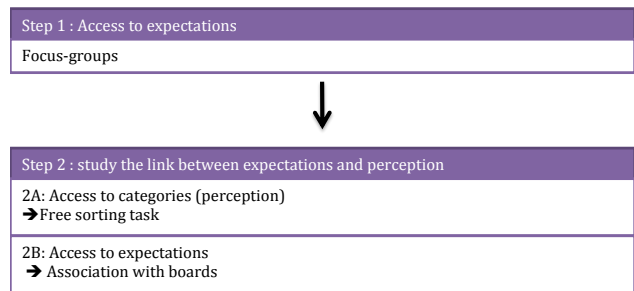 Step 1 : Access to expectations
Focus-groups
Step 2 : study the link between expectations and perception
2A: Access to categories (perception)
➔Free sorting task
2B: Access to expectations
➔ Association with boards